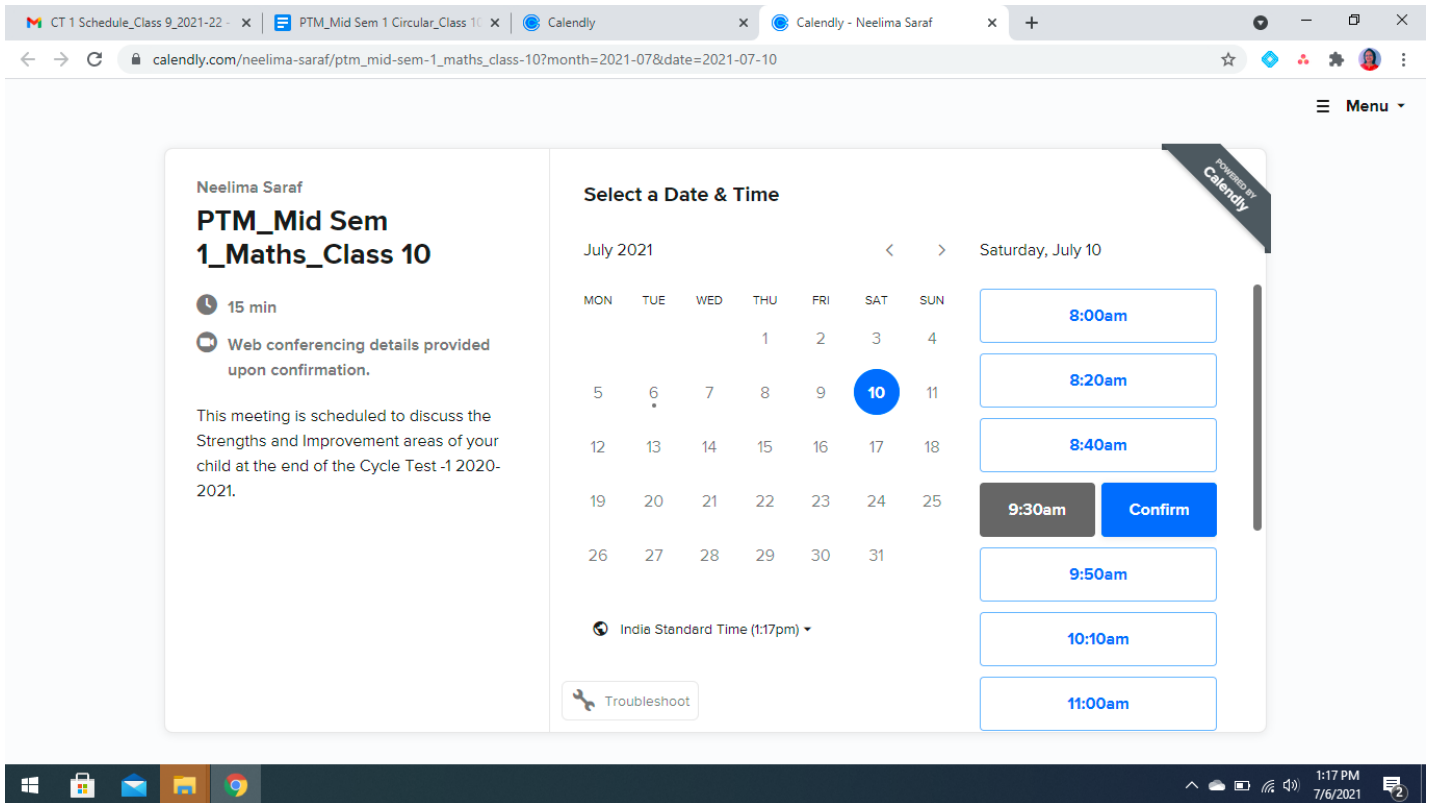 CT 1 Schedule_Class 9_2021-22 -
PTM_Mid Sem 1 Circular_Class 10
Calendly
Calendly - Neelima Saraf
calendly.com/neelima-saraf/ptm_mid-sem-1_maths_class-10?month=2021-07&date=2021-07-10
Menu
POWERED BY
Calendly
Neelima Saraf
PTM_Mid Sem
1_Maths_Class 10
15 min
Web conferencing details provided
upon confirmation.
This meeting is scheduled to discuss the
Strengths and Improvement areas of your
child at the end of the Cycle Test -1 2020-
2021.
Select a Date & Time
July 2021
MON TUE WED THU FRI SAT SUN
1 2 3 4
5 6 7 8 9 10 11
12 13 14 15 16 17 18
19 20 21 22 23 24 25
26 27 28 29 30 31
India Standard Time (1:17pm)
Troubleshoot
Saturday, July 10
8:00am
8:20am
8:40am
9:30am Confirm
9:50am
10:10am
11:00am
1:17 PM
7/6/2021
2